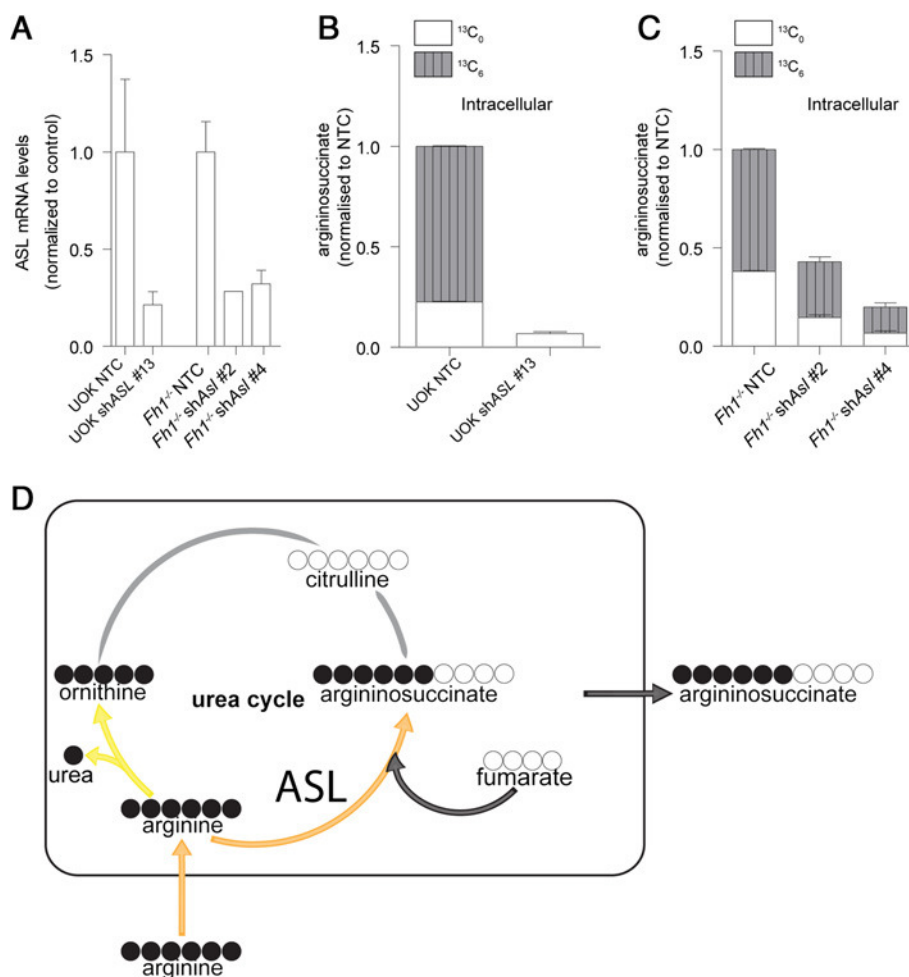 A
ASL mRNA levels
(normalized to control)
1.5
1.0
0.5
0.0
UOK NTC
UOK shASL #13
Fh1-/- NTC
Fh1-/- shAsl #2
Fh1-/- shAsl #4
B
13C0
13C6
Intracellular
argininosuccinate
(normalised to NTC)
1.5
1.0
0.5
0.0
UOK NTC
UOK shASL #13
C
13C0
13C6
Intracellular
argininosuccinate
(normalised to NTC)
1.5
1.0
0.5
0.0
Fh1-/- NTC
Fh1-/- shAsl #2
Fh1-/- shAsl #4
D
citrulline
ornithine
urea cycle
argininosuccinate
argininosuccinate
urea
ASL
fumarate
arginine
arginine